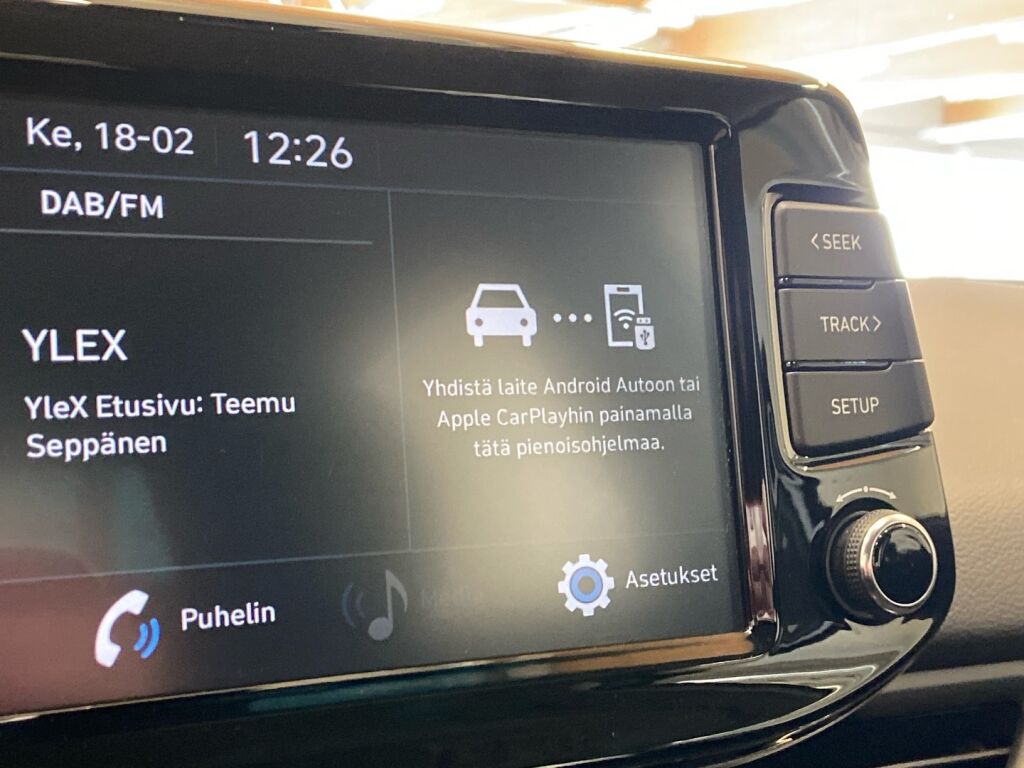 Ke, 18-02 12:26
DAB/FM
YLEX
YleX Etusivu: Teemu
Seppänen
Yhdistä laite Android Autoon tai
Apple CarPlayhin painamalla
tätä pienoisohjelmaa.
Puhelin
Asetukset
<SEEK
TRACK>
SETUP